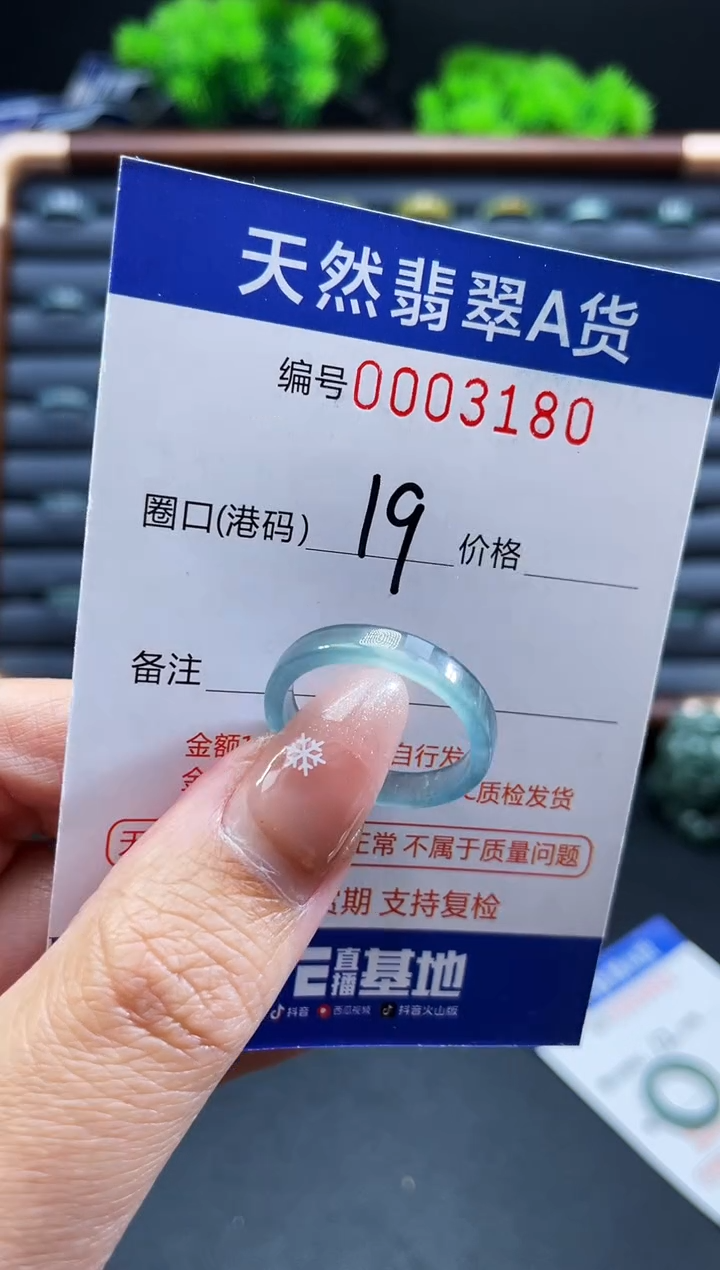 天然翡翠A货
编号0003180
圈口(港码) 19 价格
备注
金额 自行发
质检发货
正常 不属于质量问题
期 支持复检
直播基地
抖音 西瓜视频 抖音火山版